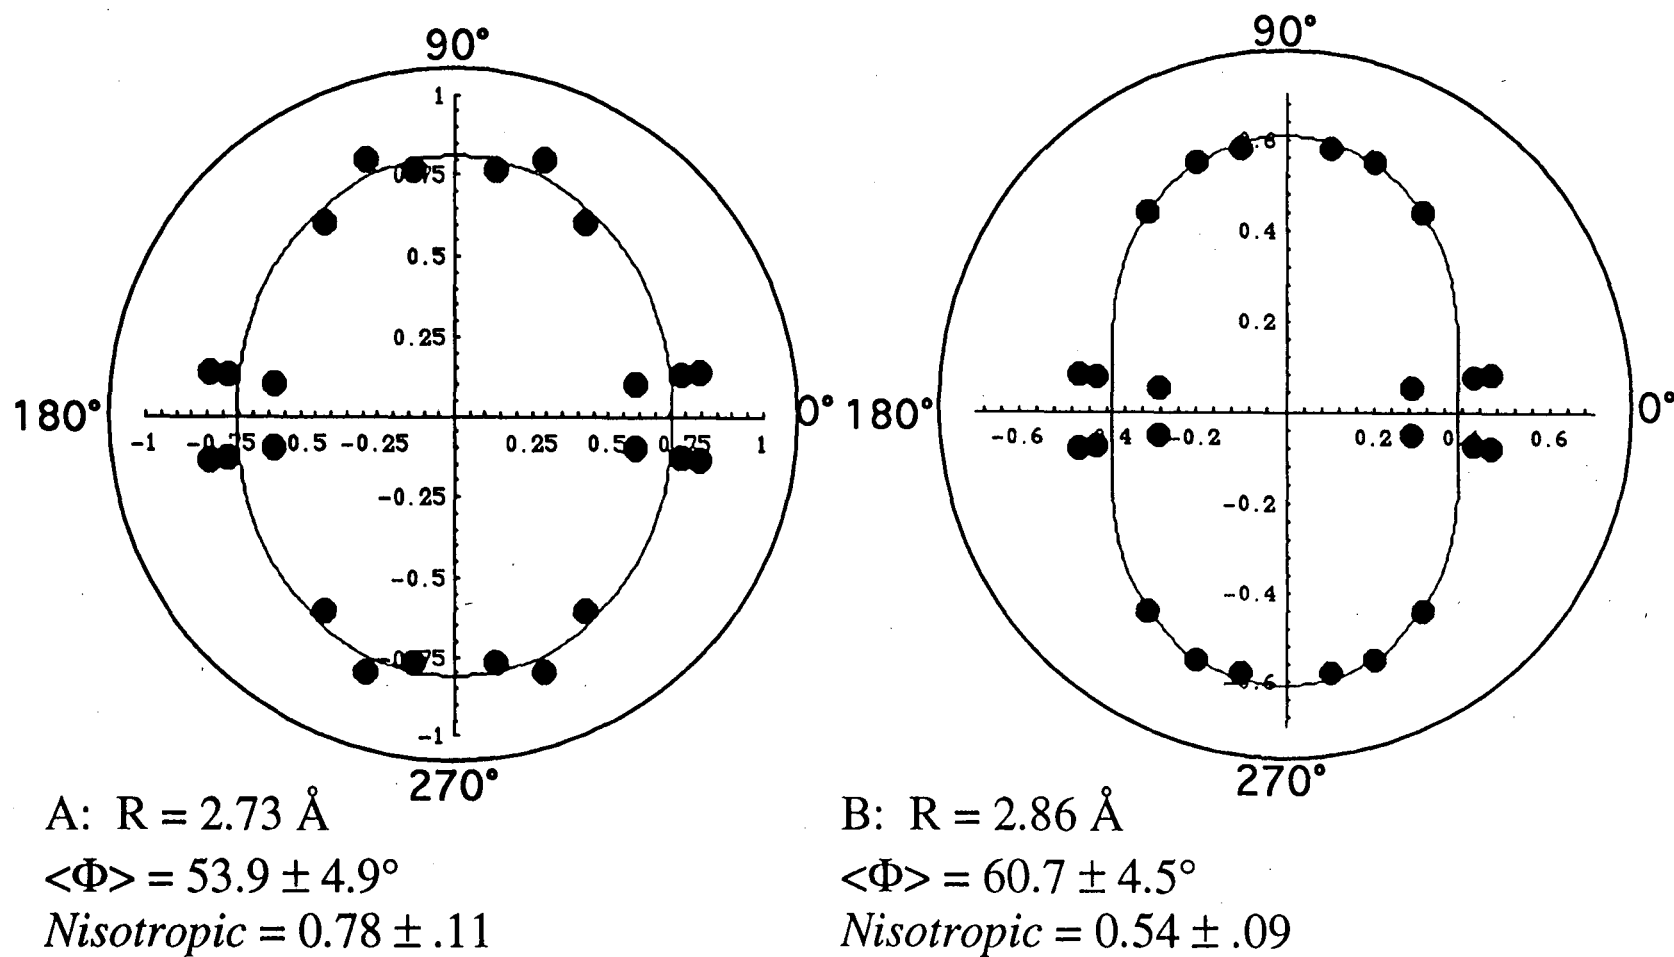 90°
1
0.75
0.5
0.25
180°
0°
-1 -0.75 0.5 -0.25 0.25 0.5 0.75 1
-0.25
-0.5
-0.75
-1
270°
A: R = 2.73 Å
<Φ> = 53.9 ± 4.9°
Nisotropic = 0.78 ± .11
90°
0.6
0.4
0.2
180°
0°
-0.6 -0.2 0.2 0.6
-0.2
-0.4
-0.6
270°
B: R = 2.86 Å
<Φ> = 60.7 ± 4.5°
Nisotropic = 0.54 ± .09